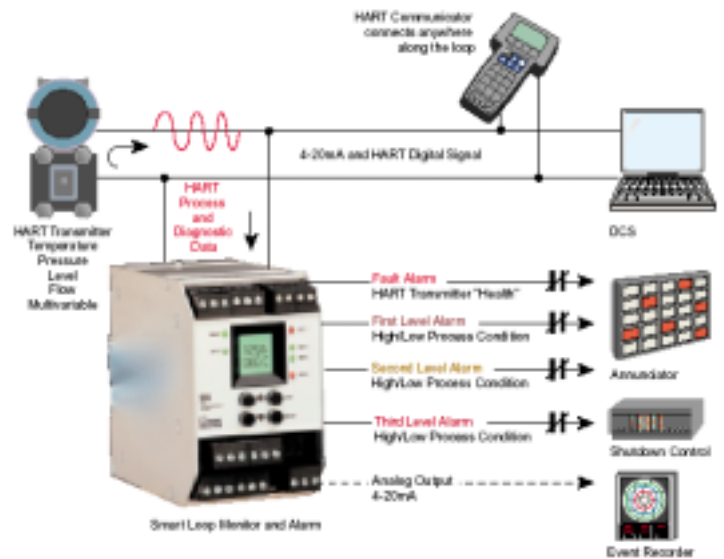 HART Communicator
connects anywhere
along the loop
4-20mA and HART Digital Signal
HART
Process
and
Diagnostic
Data
HART Transmitter
Temperature
Pressure
Level
Flow
Multivariable
DCS
Fault Alarm
HART Transmitter "Health"
First Level Alarm
High/Low Process Condition
Second Level Alarm
High/Low Process Condition
Annunciator
Third Level Alarm
High/Low Process Condition
Shutdown Control
Analog Output
4-20mA
Smart Loop Monitor and Alarm
Event Recorder